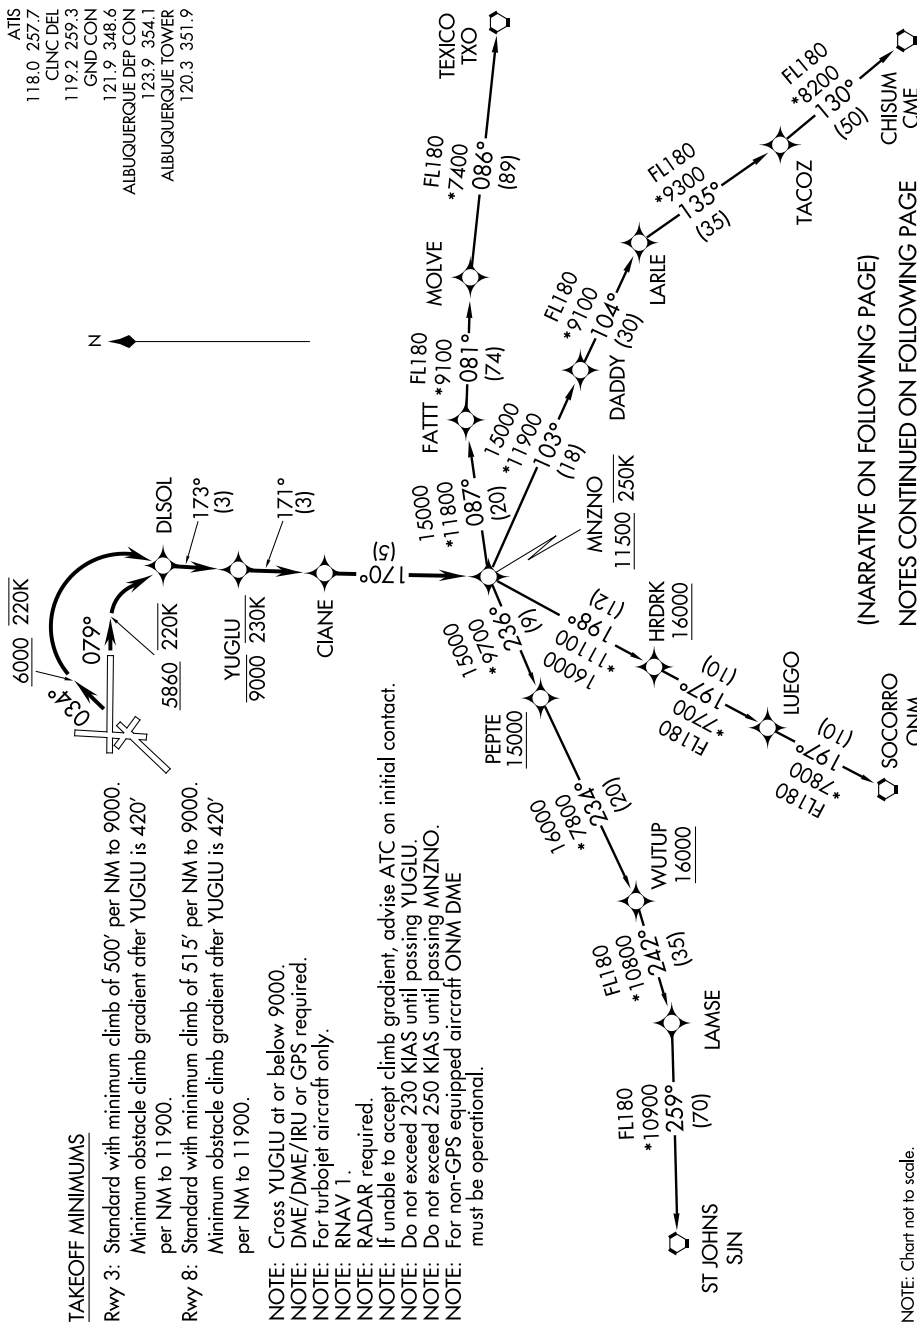 ATIS
118.0 257.7
CLNC DEL
119.2 259.3
GND CON
121.9 348.6
ALBUQUERQUE DEP CON
123.9 354.1
ALBUQUERQUE TOWER
120.3 351.9
TAKEOFF MINIMUMS
Rwy 3: Standard with minimum climb of 500' per NM to 9000.
Minimum obstacle climb gradient after YUGLU is 420'
per NM to 11900.
Rwy 8: Standard with minimum climb of 515' per NM to 9000.
Minimum obstacle climb gradient after YUGLU is 420'
per NM to 11900.
NOTE: Cross YUGLU at or below 9000.
NOTE: DME/DME/IRU or GPS required.
NOTE: For turbojet aircraft only.
NOTE: RNAV 1.
NOTE: RADAR required.
NOTE: If unable to accept climb gradient, advise ATC on initial contact.
NOTE: Do not exceed 230 KIAS until passing YUGLU.
NOTE: Do not exceed 250 KIAS until passing MNZNO.
NOTE: For non-GPS equipped aircraft ONM DME
must be operational.
N
6000 220K
034°
079°
5860 220K
DLSOL
173°
(3)
YUGLU
9000 230K
171°
(3)
CIANE
170°
(5)
MNZNO
11500 250K
15000
*11800
087°
(20)
FATTT
FL180
*9100
081°
(74)
MOLVE
FL180
*7400
086°
(89)
TEXICO
TXO
15000
*11900
103°
(18)
DADDY
FL180
*9100
104°
(30)
LARLE
FL180
*9300
135°
(35)
TACOZ
FL180
*8200
130°
(50)
CHISUM
CME
16000
*11100
198°
(12)
HRDRK
16000
FL180
*7700
197°
(10)
LUEGO
FL180
*7800
197°
(10)
SOCORRO
ONM
15000
*9700
236°
(9)
PEPTE
15000
16000
*7800
234°
(20)
WUTUP
16000
FL180
*10800
242°
(35)
LAMSE
FL180
*10900
259°
(70)
ST JOHNS
SJN
(NARRATIVE ON FOLLOWING PAGE)
NOTES CONTINUED ON FOLLOWING PAGE
NOTE: Chart not to scale.